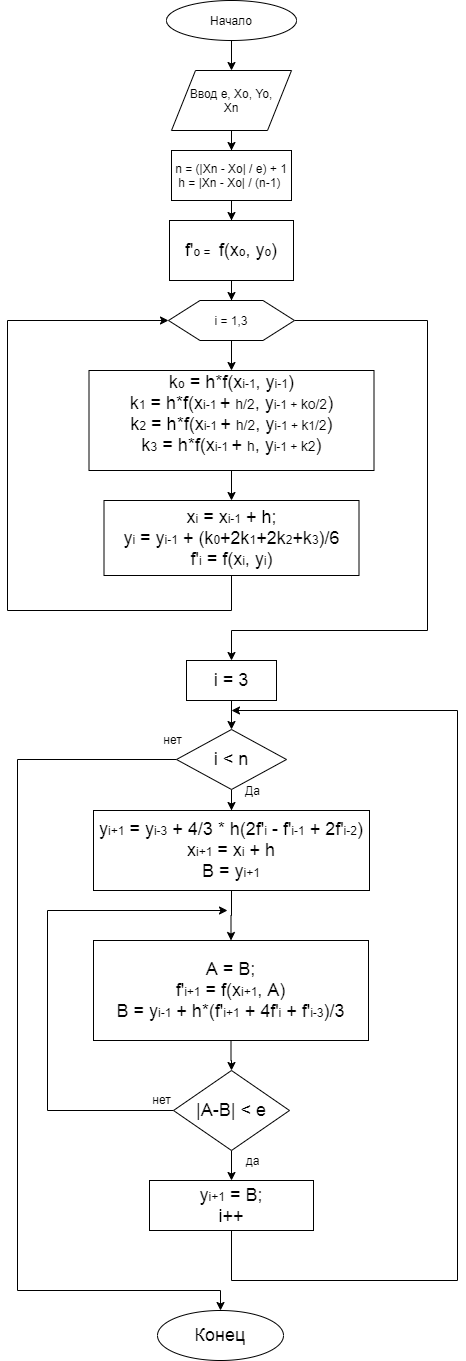 Начало
Ввод e, Xo, Yo,
Xn
n = (|Xn - Xo| / e) + 1
h = |Xn - Xo| / (n-1)
f'o = f(xo, yo)
i = 1,3
ko = h*f(xi-1, yi-1)
k1 = h*f(xi-1 + h/2, yi-1 + ko/2)
k2 = h*f(xi-1 + h/2, yi-1 + k1/2)
k3 = h*f(xi-1 + h, yi-1 + k2)
xi = xi-1 + h;
yi = yi-1 + (k0+2k1+2k2+k3)/6
f'i = f(xi, yi)
i = 3
нет
i < n
Да
yi+1 = yi-3 + 4/3 * h(2f'i - f'i-1 + 2f'i-2)
xi+1 = xi + h
B = yi+1
A = B;
f'i+1 = f(xi+1, A)
B = yi-1 + h*(f'i+1 + 4f'i + f'i-3)/3
нет
|A-B| < e
да
yi+1 = B;
i++
Конец